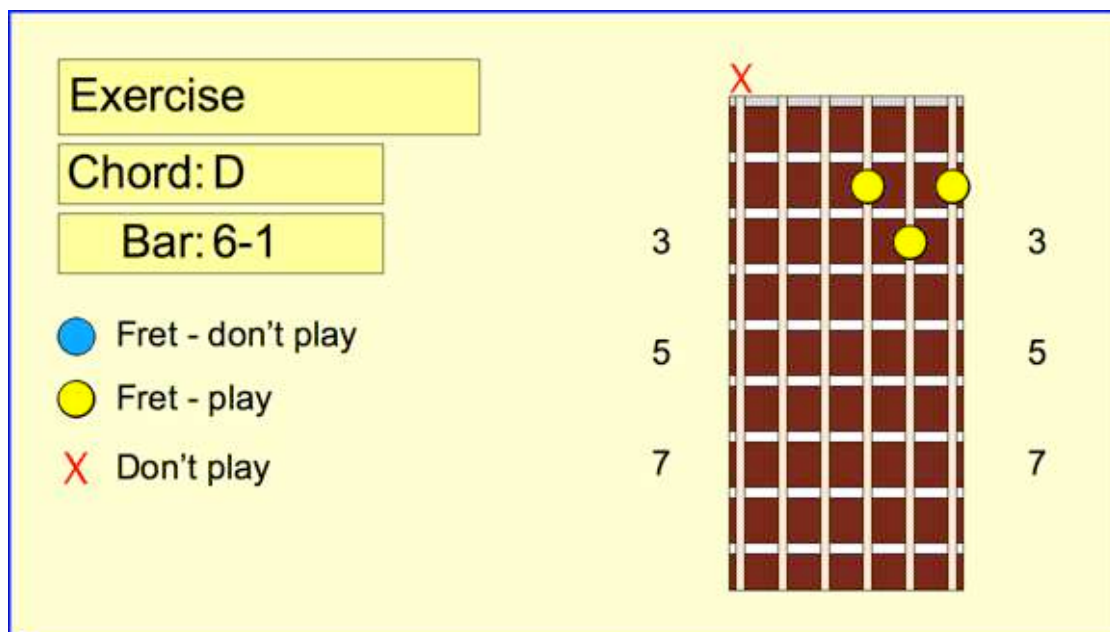 Exercise
Chord: D
Bar: 6-1
Fret - don't play
Fret - play
X Don't play
X
3 3
5 5
7 7